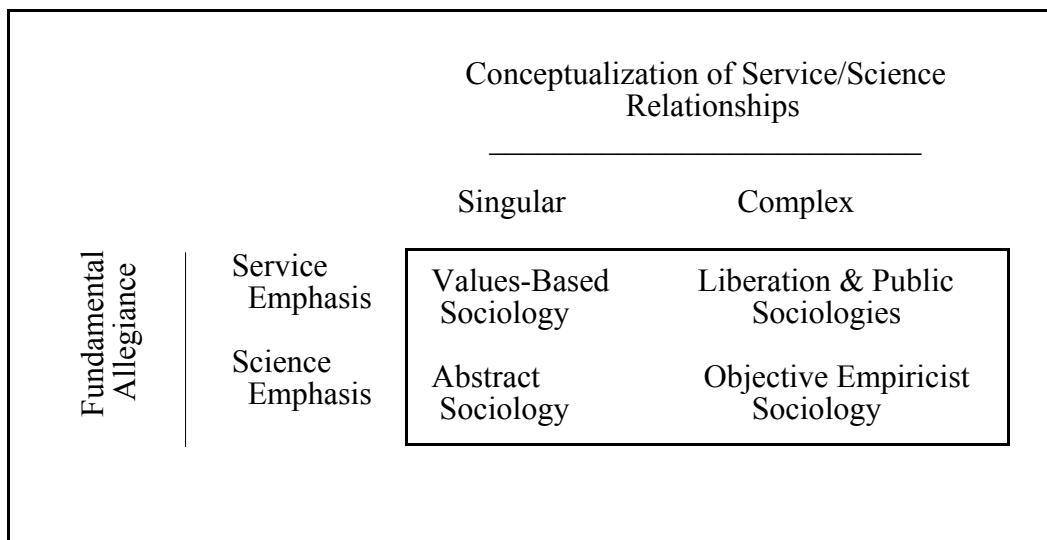 Conceptualization of Service/Science
Relationships
Singular Complex
Fundamental
Allegiance
Service
Emphasis
Values-Based
Sociology
Liberation & Public
Sociologies
Science
Emphasis
Abstract
Sociology
Objective Empiricist
Sociology